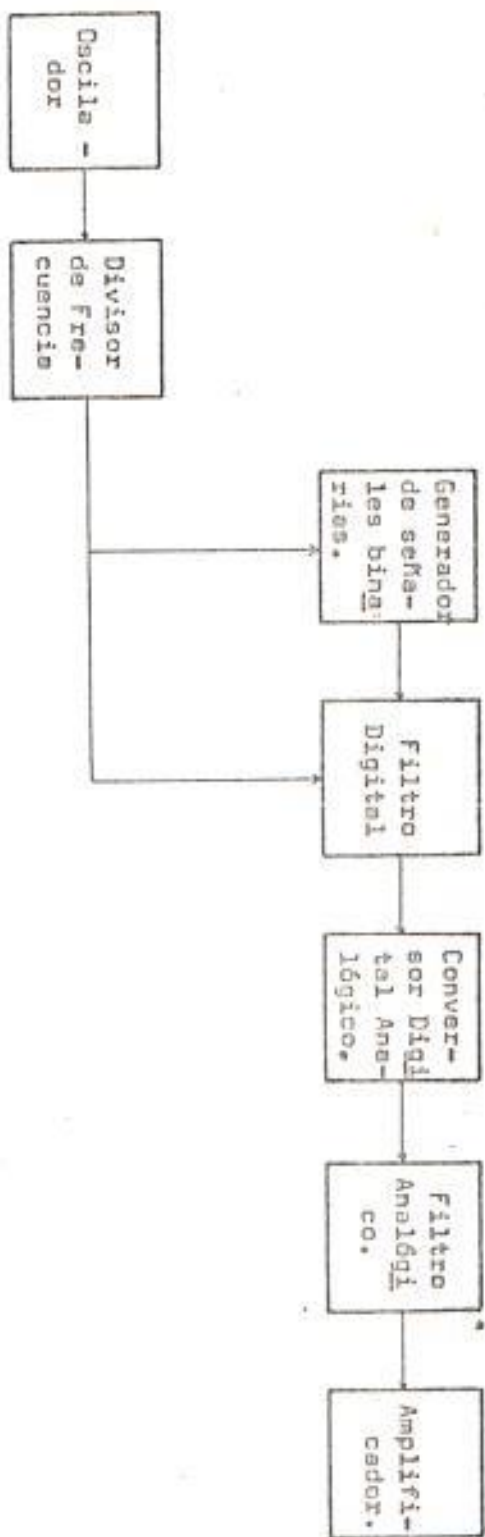 Oscila -
dor
Divisor
de Fre-
cuencia
Generador
de seña-
les bina
rias.
Filtro
Digital
Conver-
sor Digi
tal Ana-
lógico.
Filtro
Analógi
co.
Amplifi-
cador.